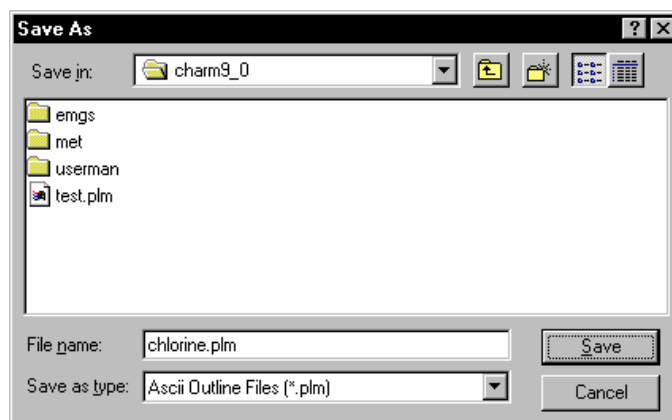 Save As
Save in: charm9_0
emgs
met
userman
test.plm
File name: chlorine.plm Save
Save as type: Ascii Outline Files (*.plm) Cancel